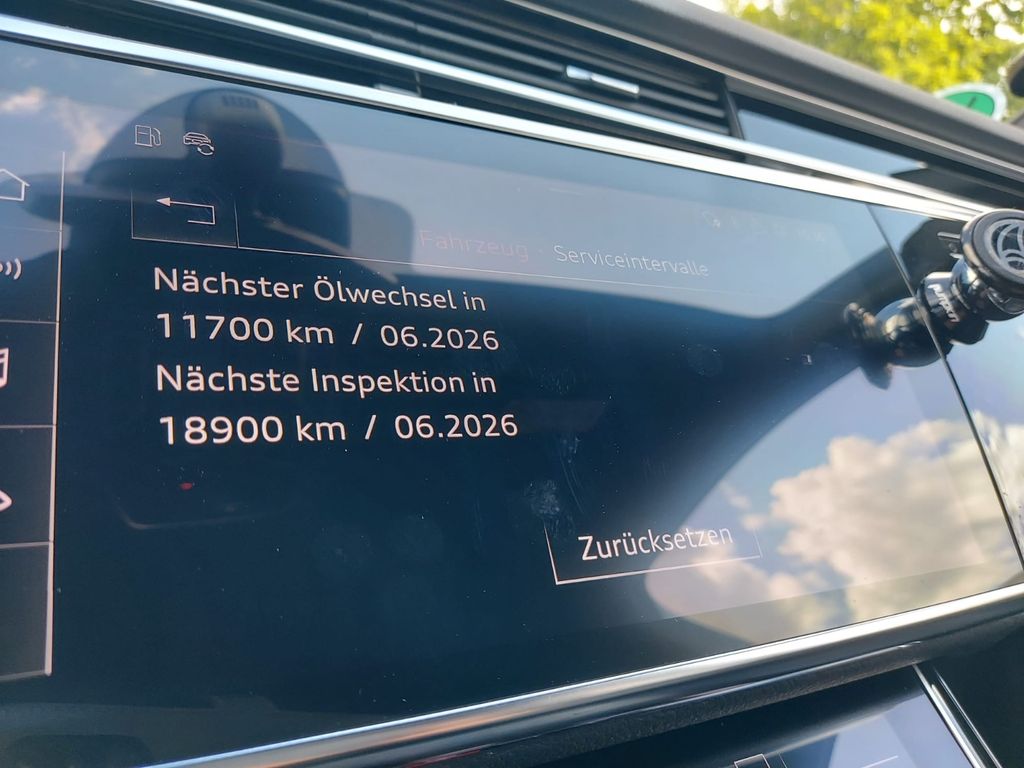 Fahrzeug · Serviceintervalle
Nächster Ölwechsel in
11700 km / 06.2026
Nächste Inspektion in
18900 km / 06.2026
Zurücksetzen